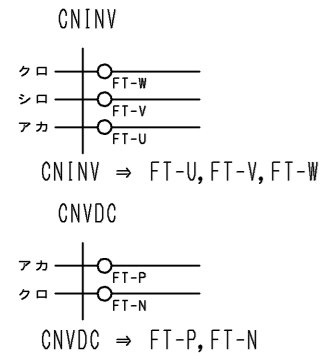 CNINV
クロ
FT-W
シロ
FT-V
アカ
FT-U
CNINV ⇒ FT-U,FT-V,FT-W
CNVDC
アカ
FT-P
クロ
FT-N
CNVDC ⇒ FT-P,FT-N